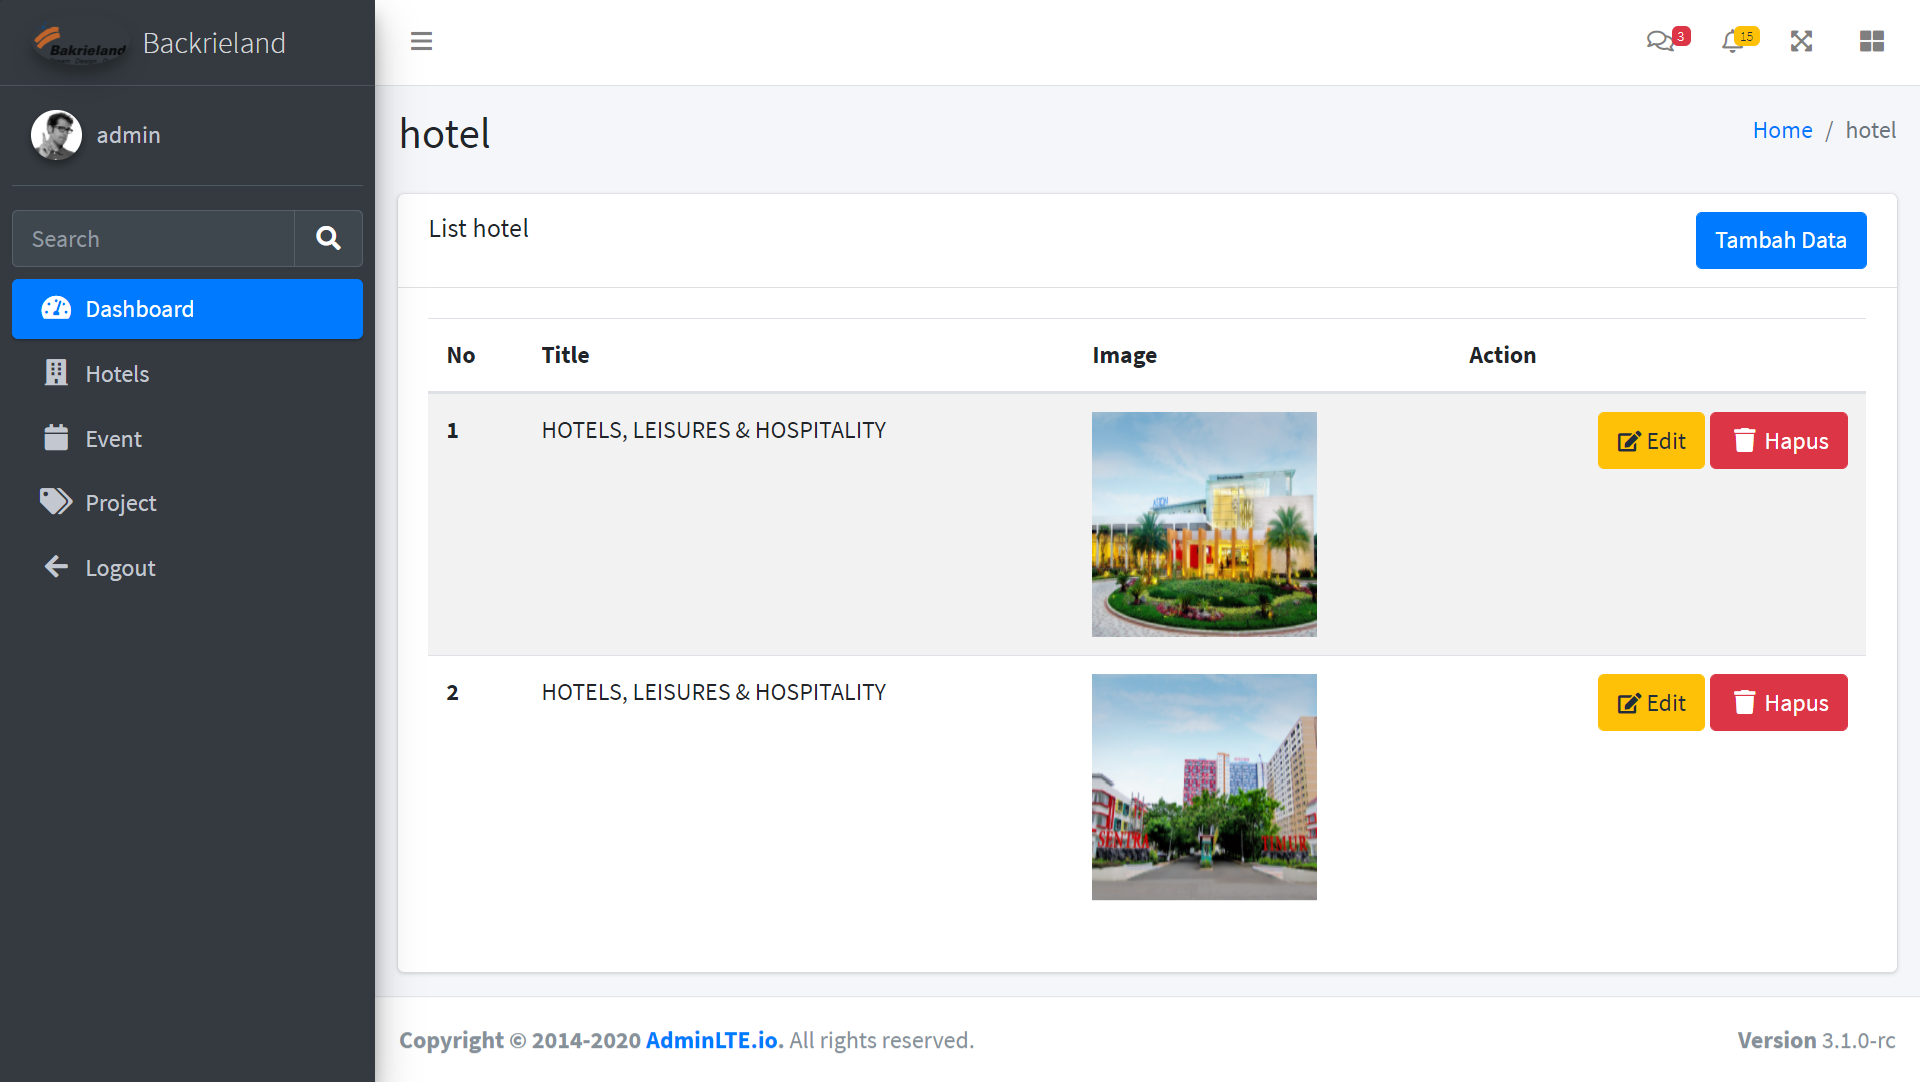 Bakrieland
Backrieland
3
15
admin
hotel
Home / hotel
Search
List hotel
Tambah Data
Dashboard
Hotels
Event
Project
Logout
No Title Image Action
1 HOTELS, LEISURES & HOSPITALITY Edit Hapus
2 HOTELS, LEISURES & HOSPITALITY Edit Hapus
SENTRA TIMUR
Copyright © 2014-2020 AdminLTE.io. All rights reserved.
Version 3.1.0-rc